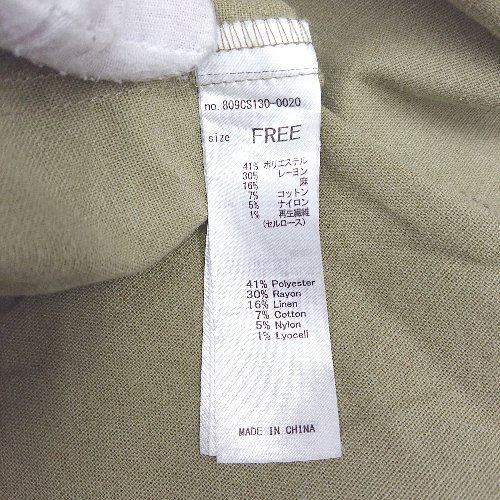 no. 809CS130-0020
size FREE
41% ポリエステル
30% レーヨン
16% 麻
7% コットン
5% ナイロン
1% 再生繊維
(セルロース)
41% Polyester
30% Rayon
16% Linen
7% Cotton
5% Nylon
1% Lyocell
MADE IN CHINA